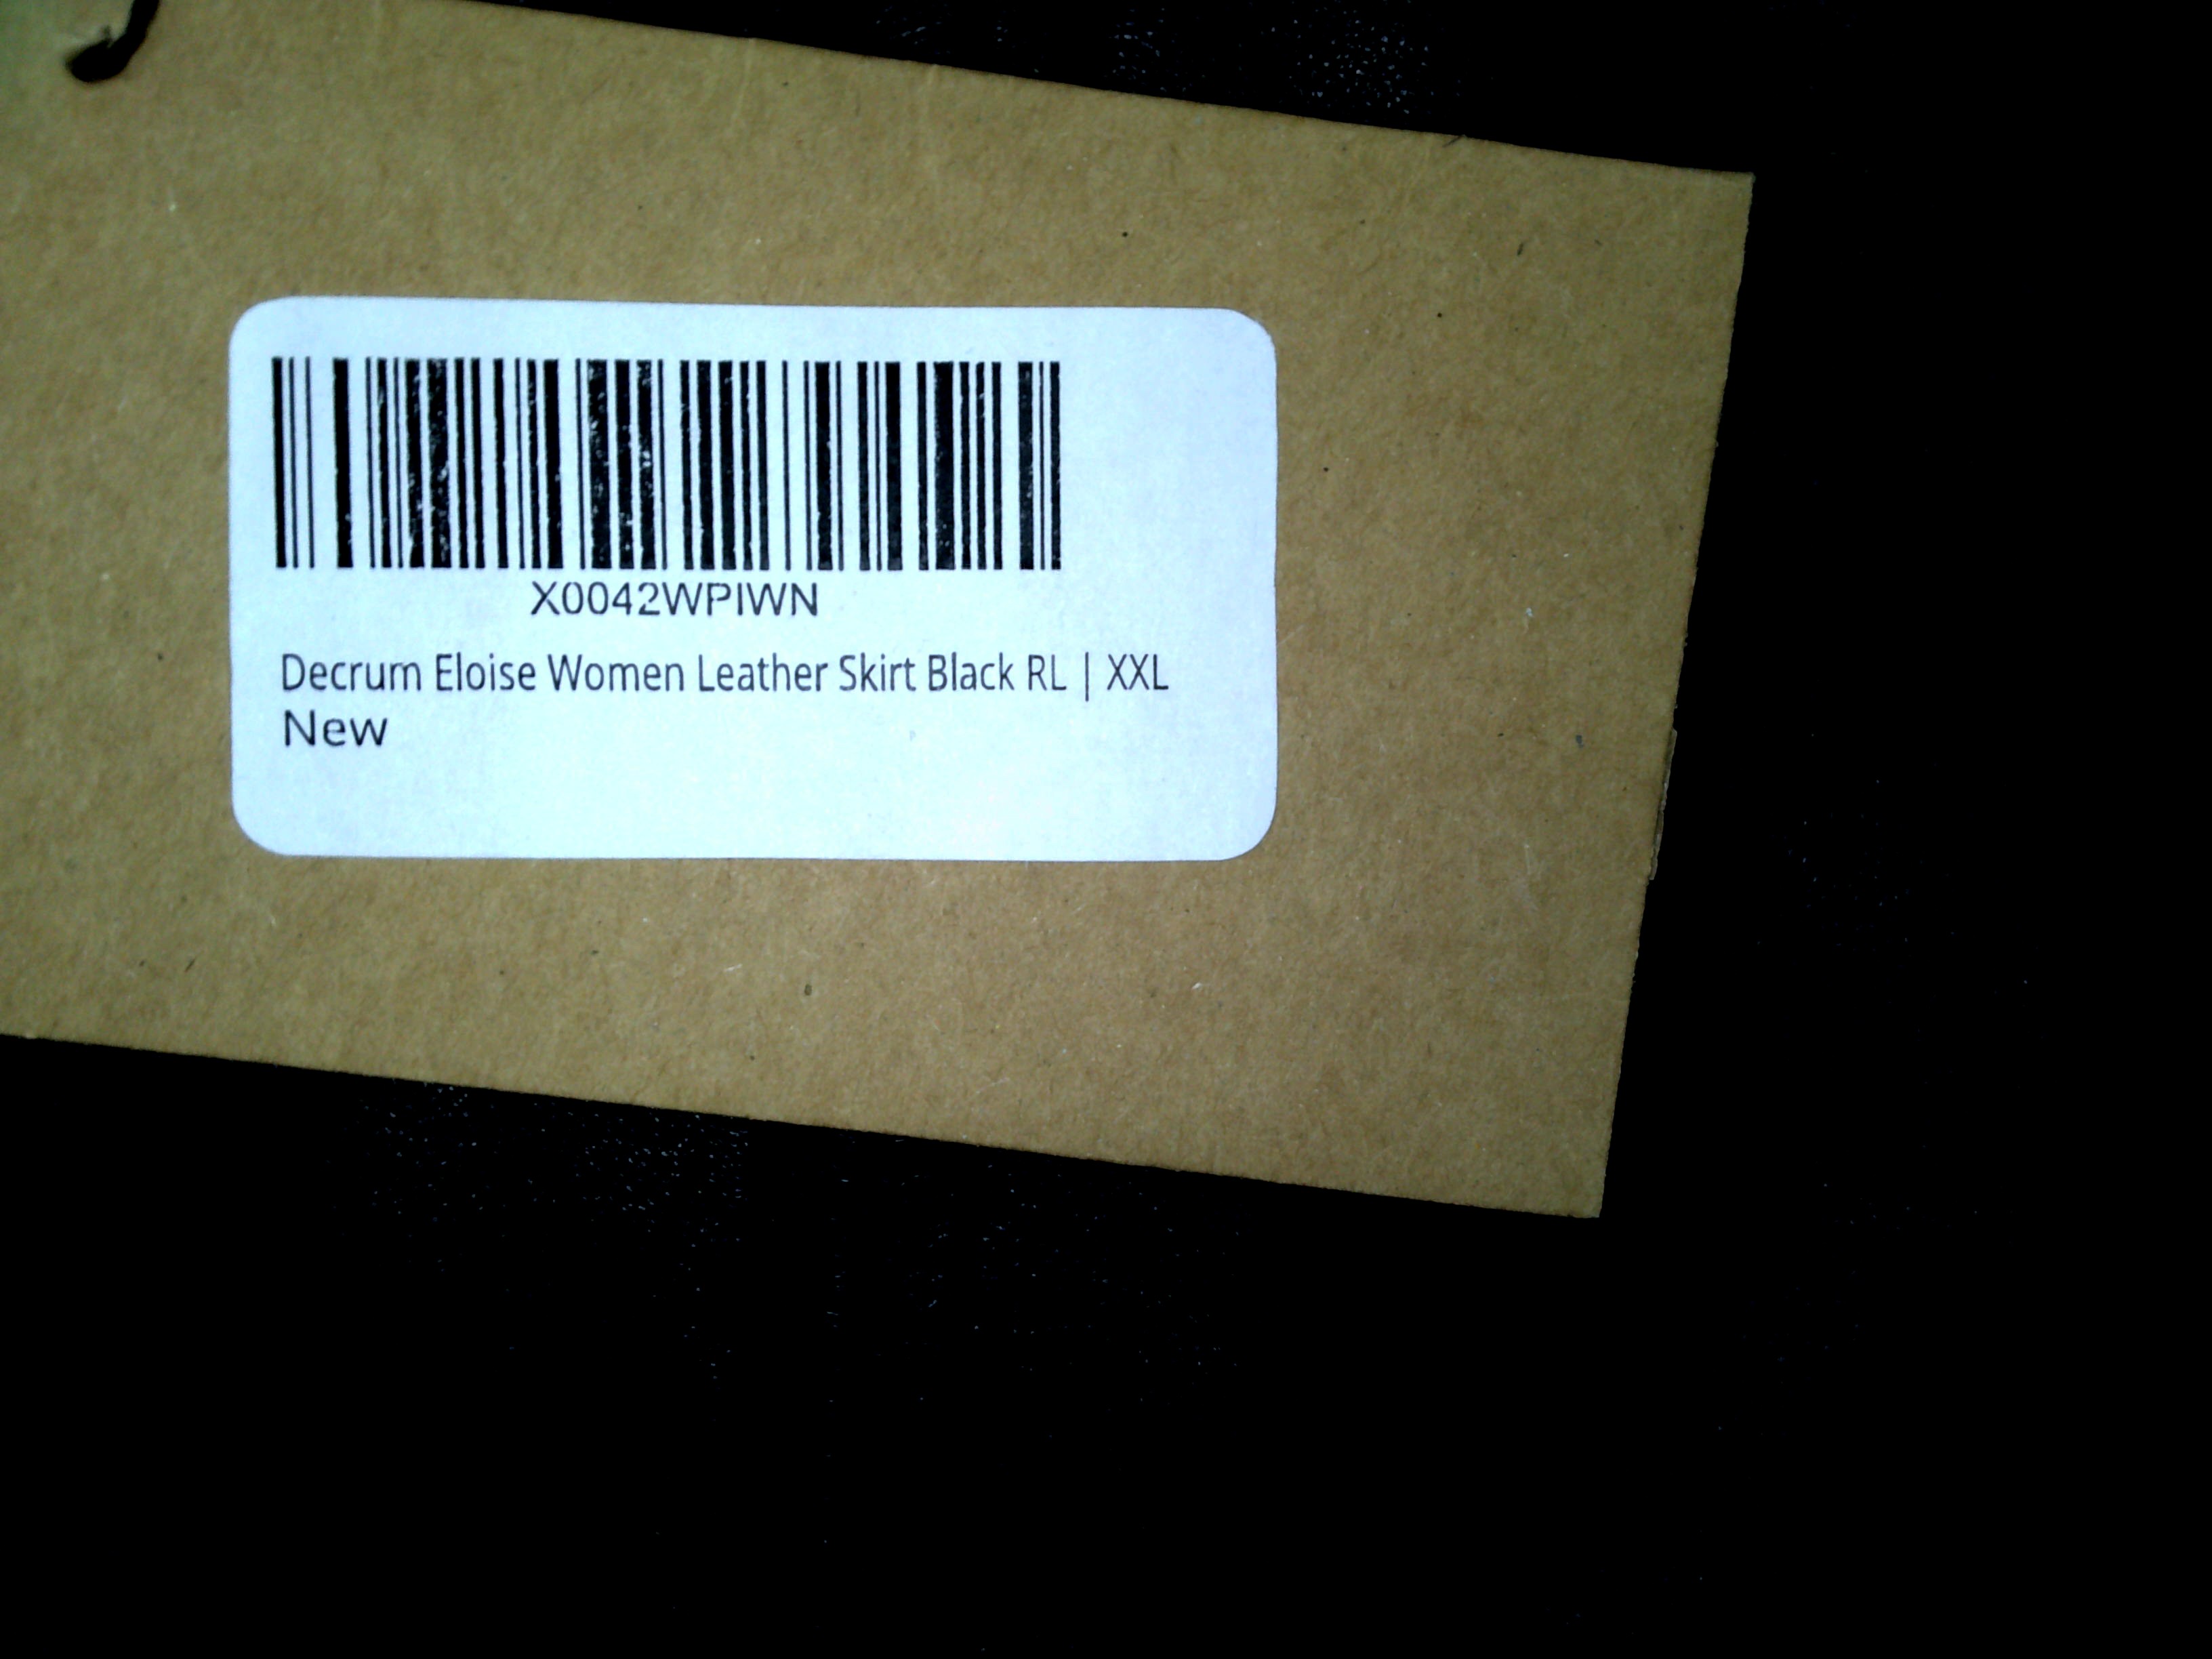 X0042WPIWN
Decrum Eloise Women Leather Skirt Black RL | XXL
New